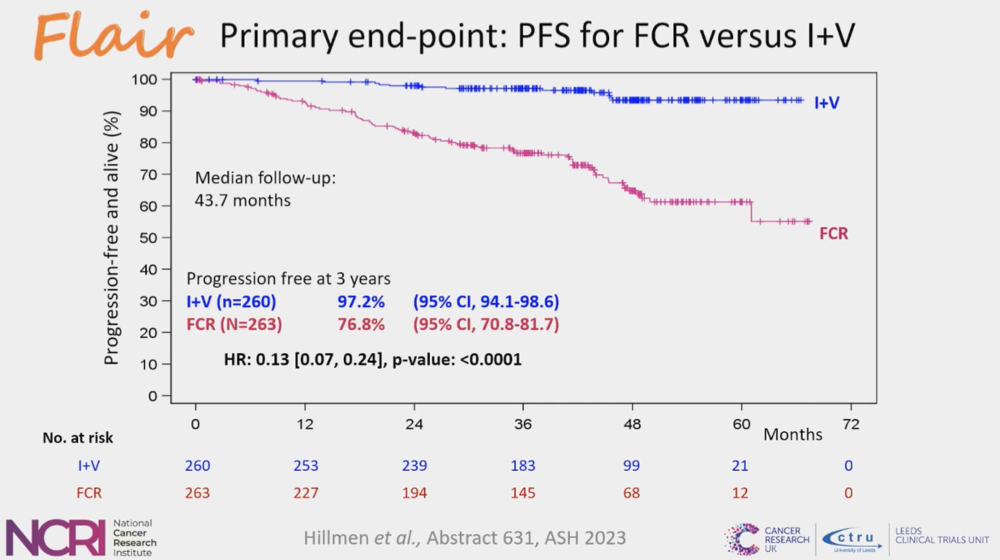 Flair
Primary end-point: PFS for FCR versus I+V
Progression-free and alive (%)
100
90
80
70
60
50
40
30
20
10
0
I+V
FCR
Median follow-up:
43.7 months
Progression free at 3 years
I+V (n=260) 97.2% (95% CI, 94.1-98.6)
FCR (N=263) 76.8% (95% CI, 70.8-81.7)
HR: 0.13 [0.07, 0.24], p-value: <0.0001
0 12 24 36 48 60 72
Months
No. at risk
I+V 260 253 239 183 99 21 0
FCR 263 227 194 145 68 12 0
NCRI
National
Cancer
Research
Institute
Hillmen et al., Abstract 631, ASH 2023
CANCER
RESEARCH
UK
ctru
University of Leeds
LEEDS
CLINICAL TRIALS UNIT